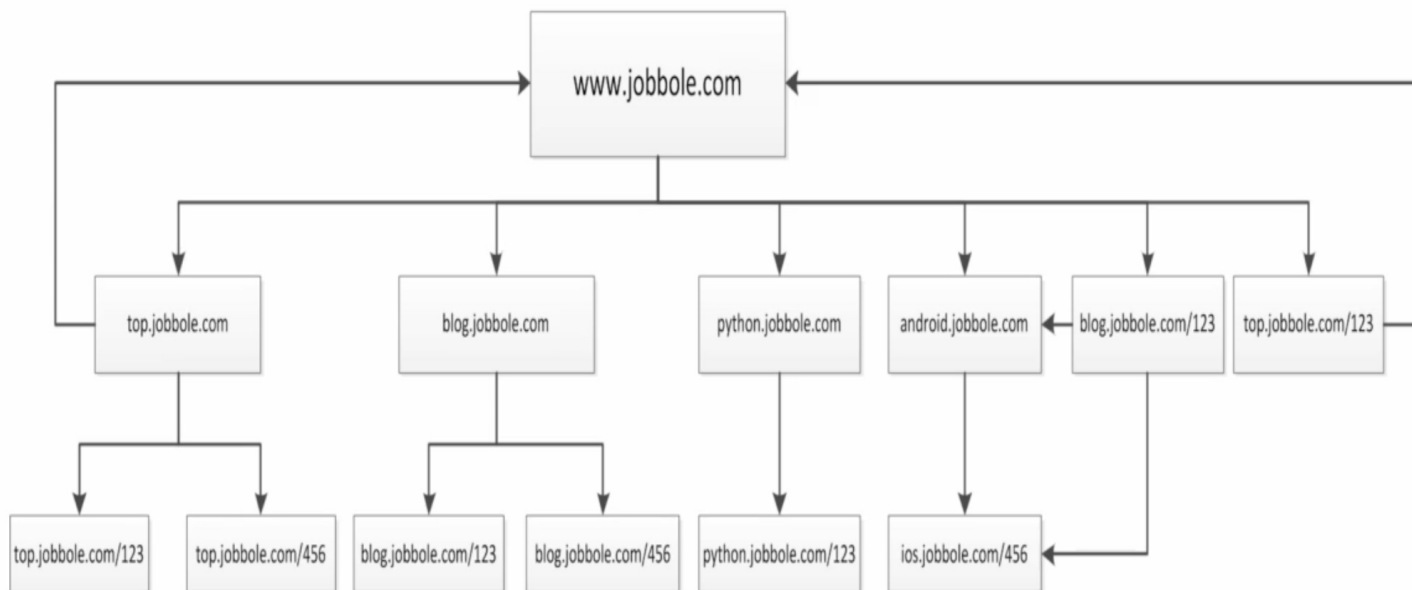 www.jobbole.com
top.jobbole.com
blog.jobbole.com
python.jobbole.com
android.jobbole.com
blog.jobbole.com/123
top.jobbole.com/123
top.jobbole.com/123
top.jobbole.com/456
blog.jobbole.com/123
blog.jobbole.com/456
python.jobbole.com/123
ios.jobbole.com/456